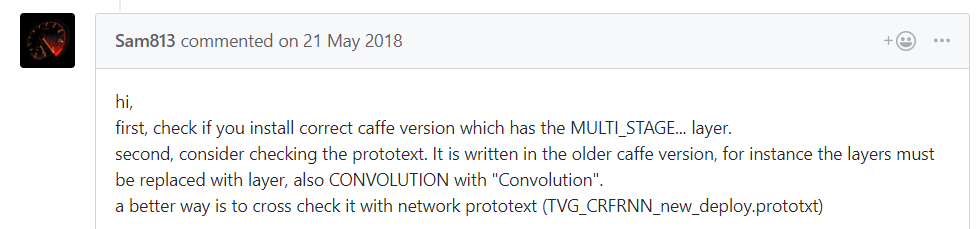 Sam813 commented on 21 May 2018
hi,
first, check if you install correct caffe version which has the MULTI_STAGE... layer.
second, consider checking the prototext. It is written in the older caffe version, for instance the layers must
be replaced with layer, also CONVOLUTION with "Convolution".
a better way is to cross check it with network prototext (TVG_CRFRNN_new_deploy.prototxt)